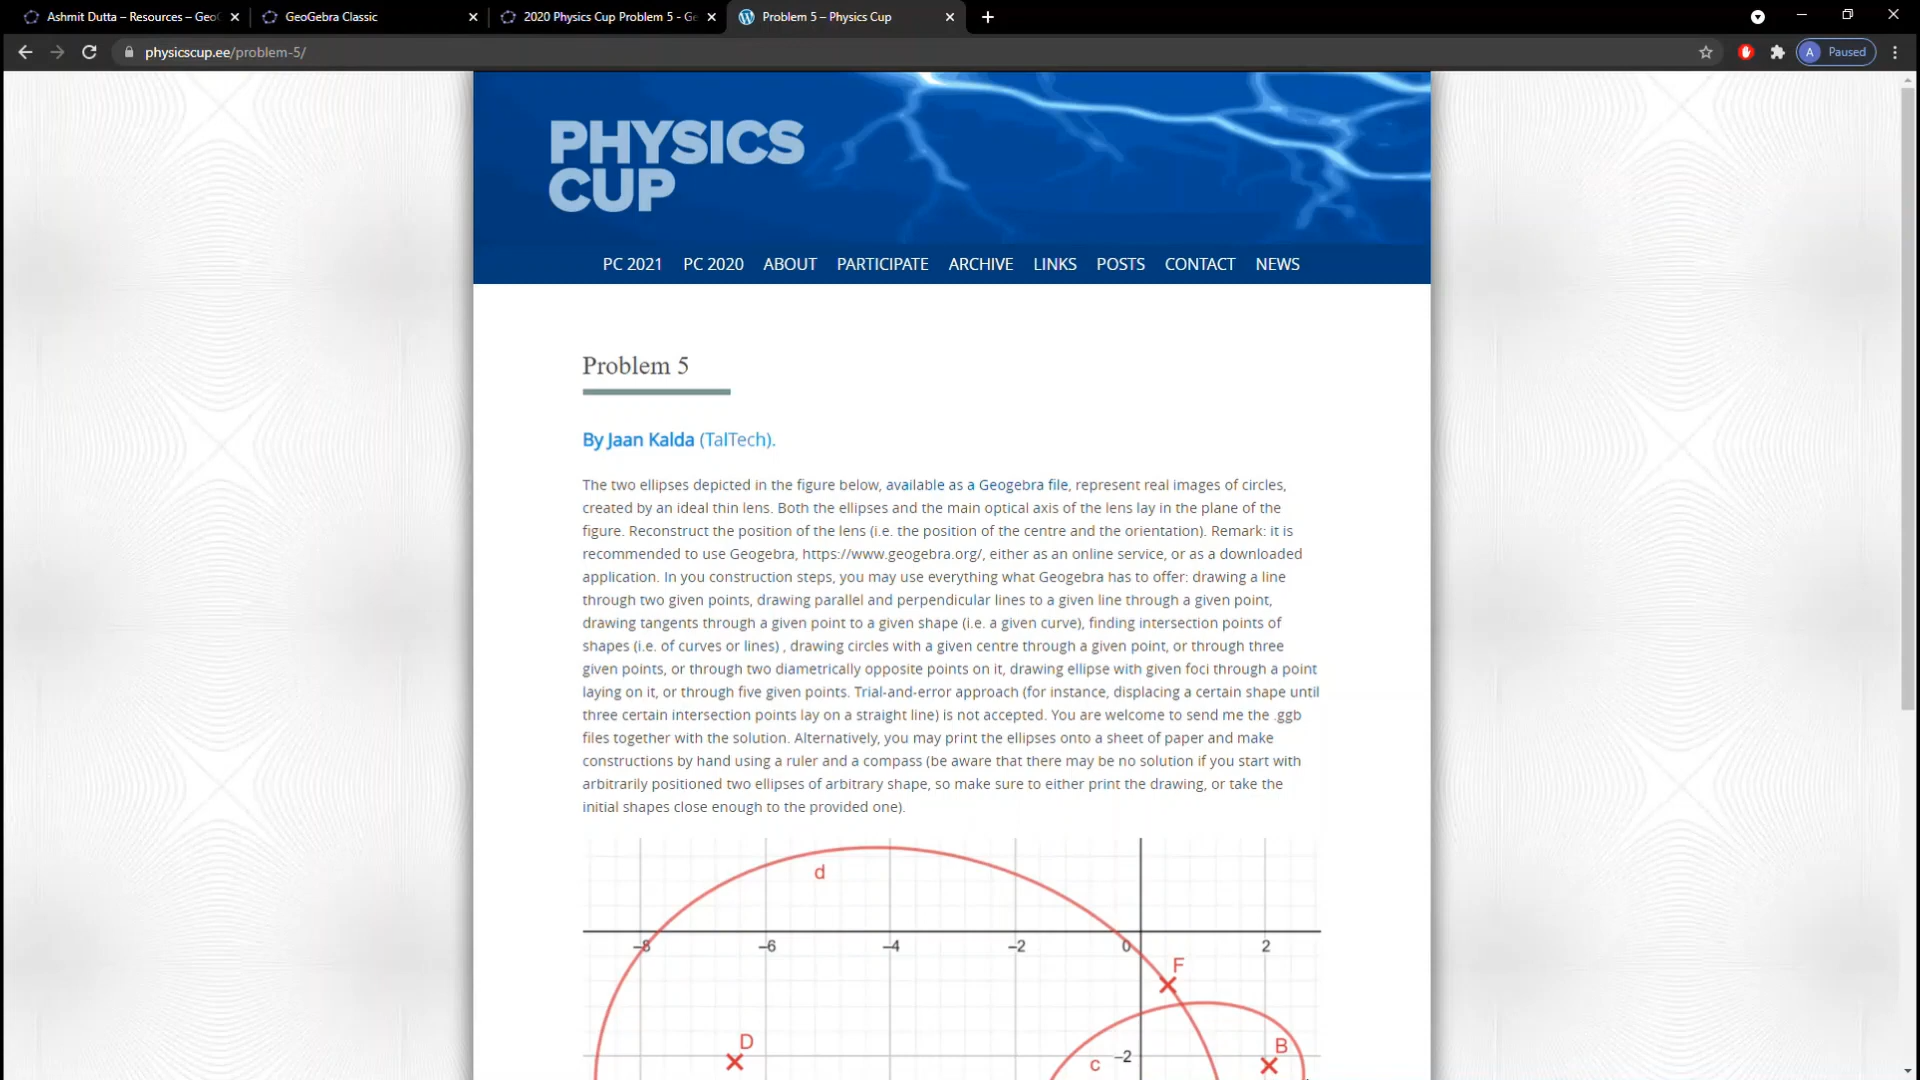 Ashmit Dutta – Resources – Geo
GeoGebra Classic
2020 Physics Cup Problem 5 - Ge
Problem 5 – Physics Cup
physicscup.ee/problem-5/
A Paused
PHYSICS
CUP
PC 2021 PC 2020 ABOUT PARTICIPATE ARCHIVE LINKS POSTS CONTACT NEWS
Problem 5
By Jaan Kalda (TalTech).
The two ellipses depicted in the figure below, available as a Geogebra file, represent real images of circles,
created by an ideal thin lens. Both the ellipses and the main optical axis of the lens lay in the plane of the
figure. Reconstruct the position of the lens (i.e. the position of the centre and the orientation). Remark: it is
recommended to use Geogebra, https://www.geogebra.org/, either as an online service, or as a downloaded
application. In you construction steps, you may use everything what Geogebra has to offer: drawing a line
through two given points, drawing parallel and perpendicular lines to a given line through a given point,
drawing tangents through a given point to a given shape (i.e. a given curve), finding intersection points of
shapes (i.e. of curves or lines) , drawing circles with a given centre through a given point, or through three
given points, or through two diametrically opposite points on it, drawing ellipse with given foci through a point
laying on it, or through five given points. Trial-and-error approach (for instance, displacing a certain shape until
three certain intersection points lay on a straight line) is not accepted. You are welcome to send me the .ggb
files together with the solution. Alternatively, you may print the ellipses onto a sheet of paper and make
constructions by hand using a ruler and a compass (be aware that there may be no solution if you start with
arbitrarily positioned two ellipses of arbitrary shape, so make sure to either print the drawing, or take the
initial shapes close enough to the provided one).
d
–8 –6 –4 –2 0 2
F
D
B
c
–2